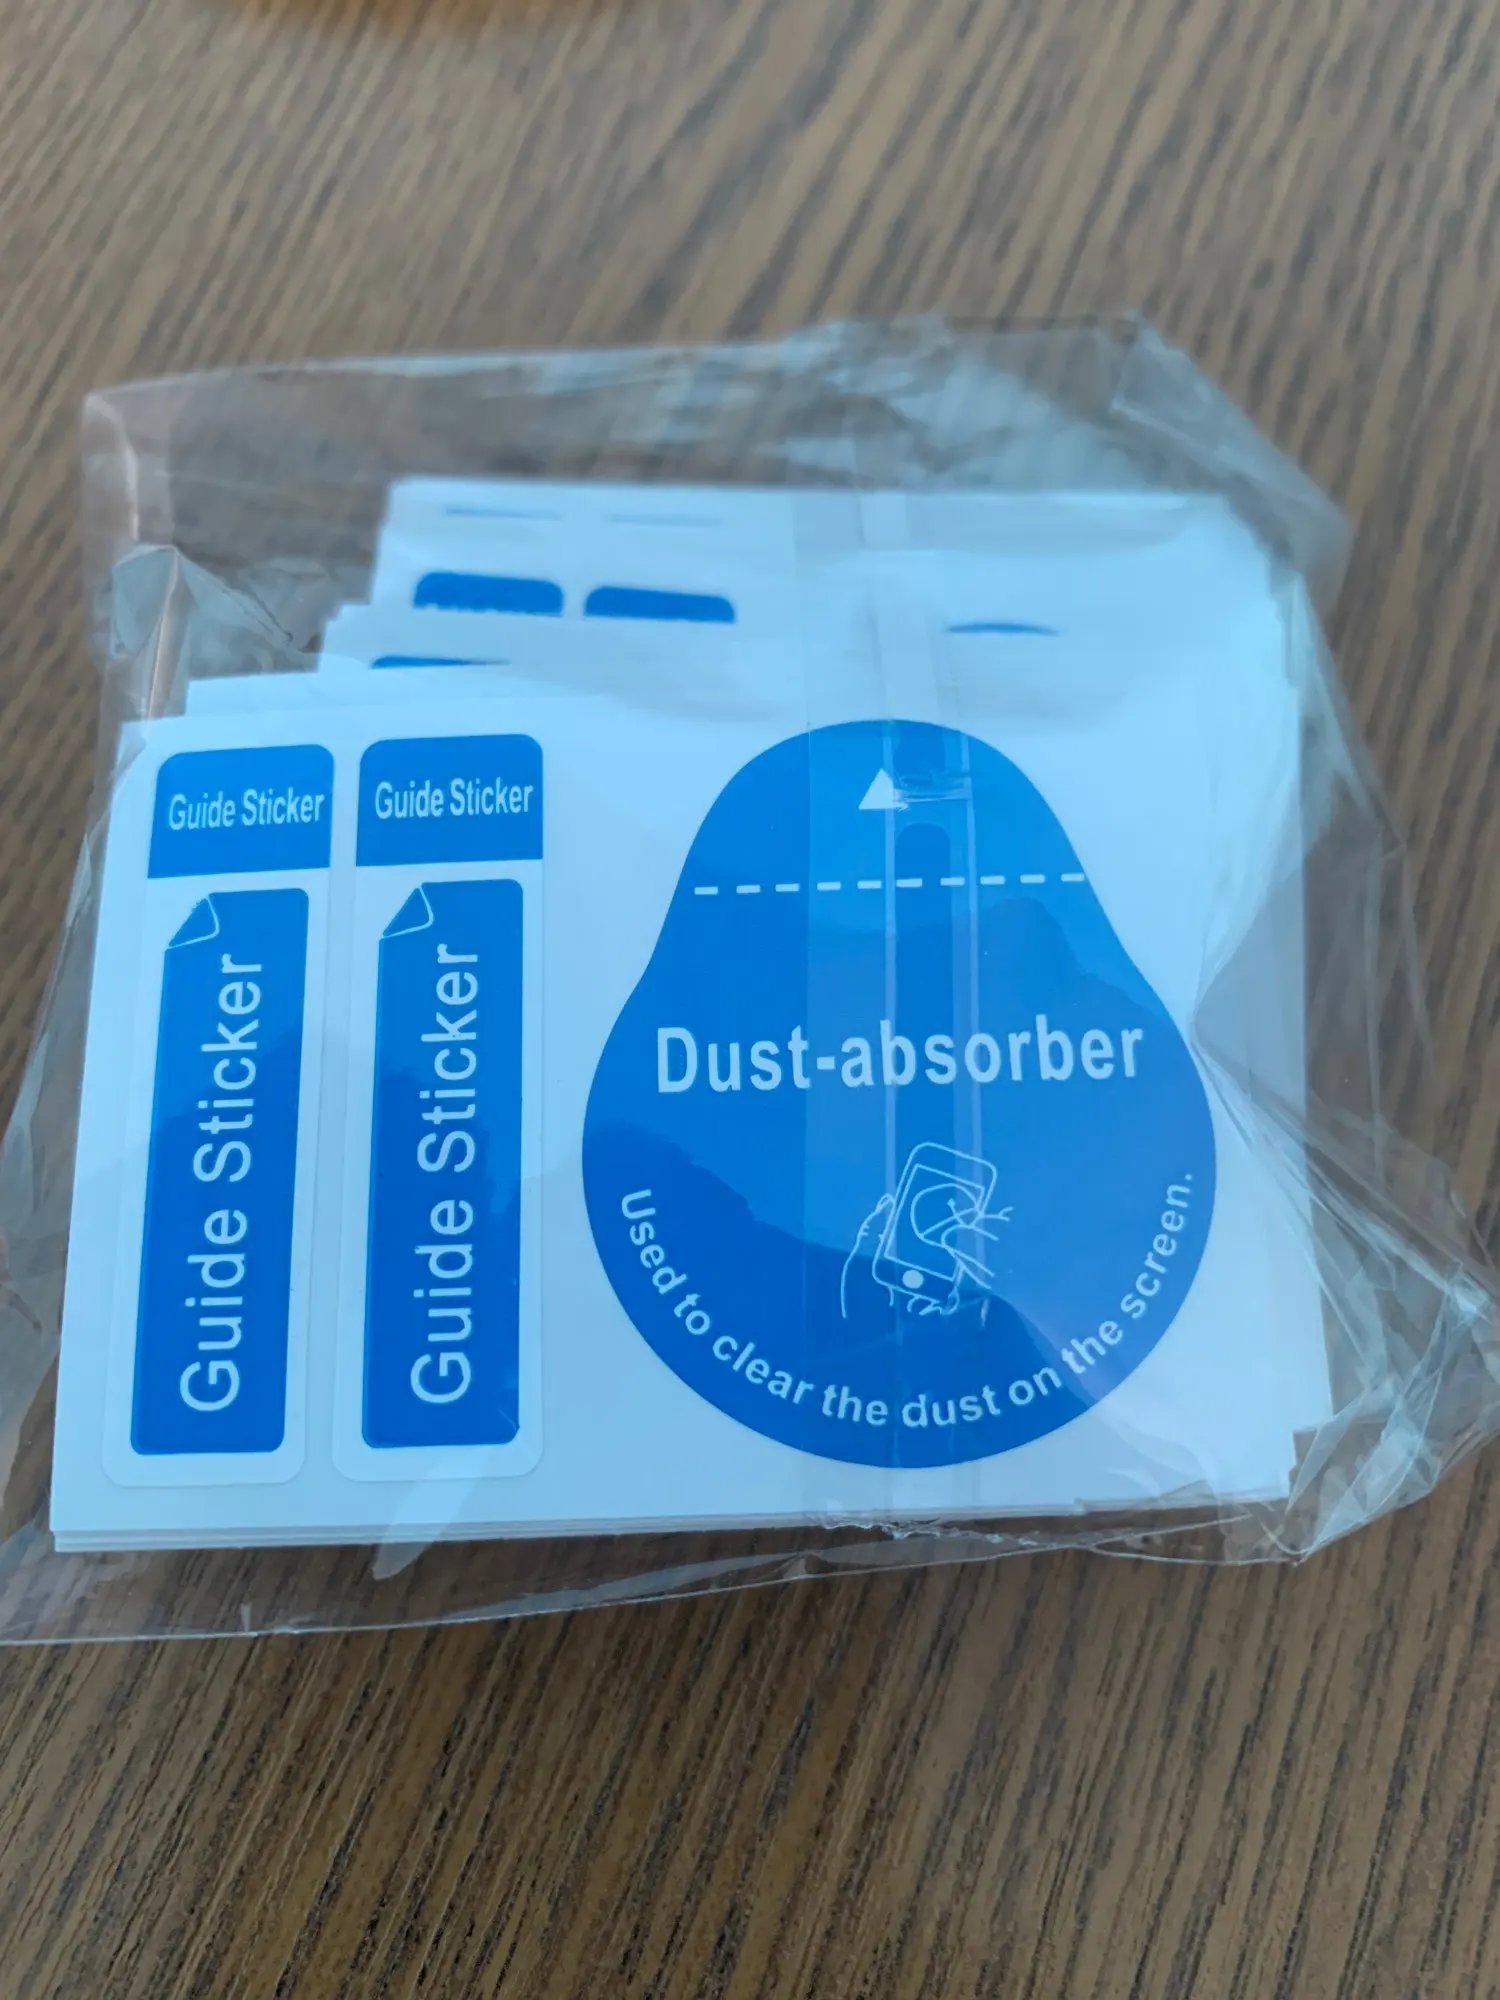 Guide Sticker
Guide Sticker
Guide Sticker
Guide Sticker
Dust-absorber
Used to clear the dust on the screen.